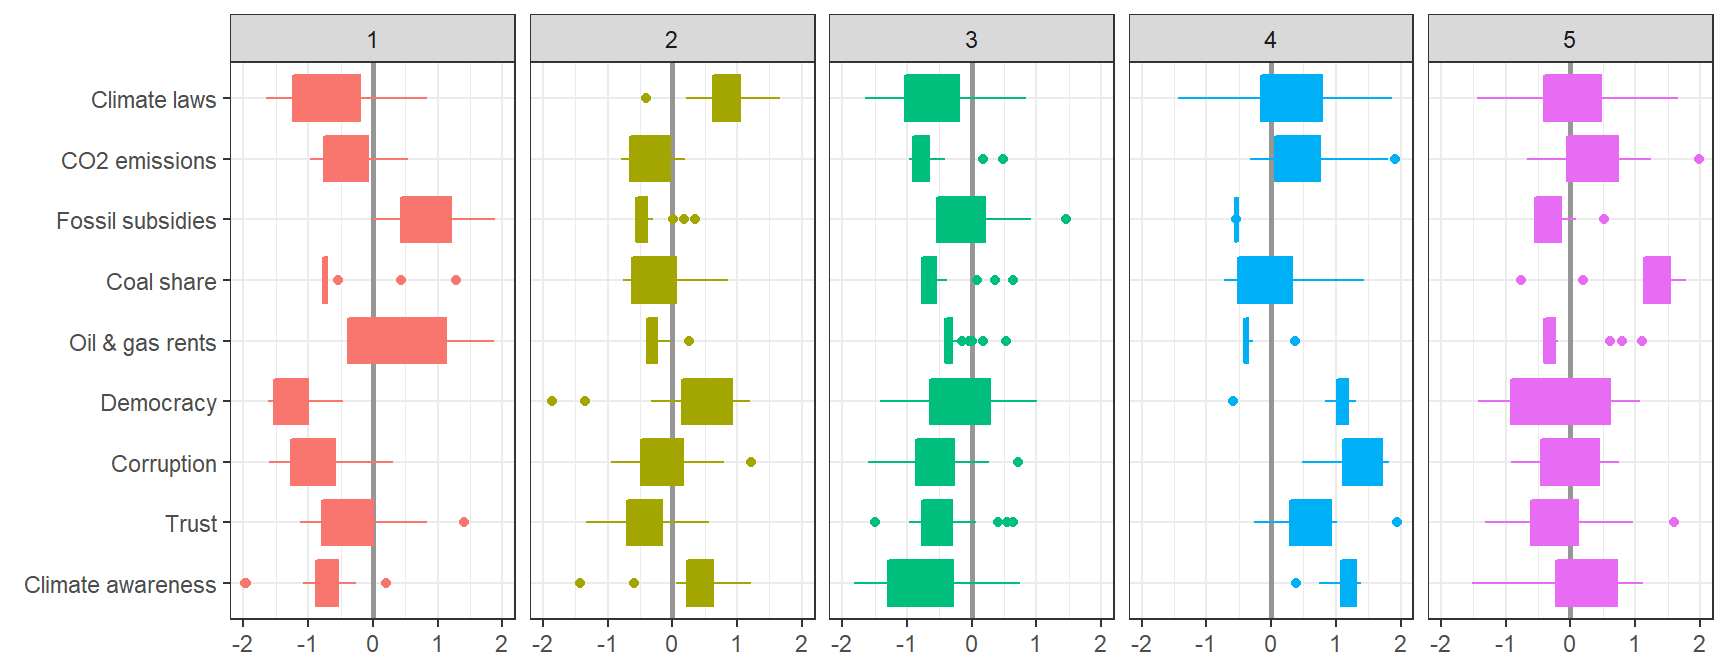 1 2 3 4 5
Climate laws
CO2 emissions
Fossil subsidies
Coal share
Oil & gas rents
Democracy
Corruption
Trust
Climate awareness
-2 -1 0 1 2 -2 -1 0 1 2 -2 -1 0 1 2 -2 -1 0 1 2 -2 -1 0 1 2